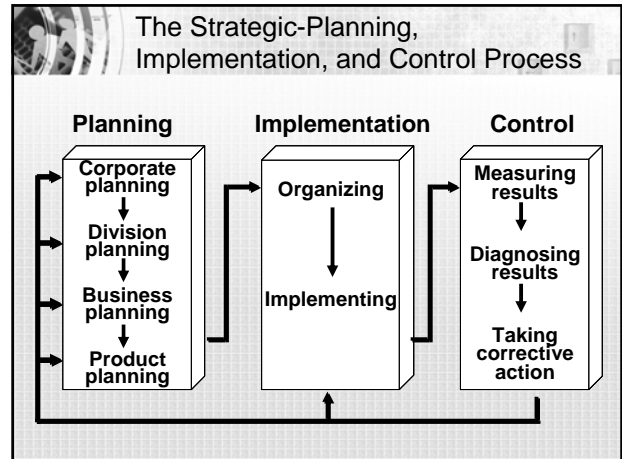 The Strategic-Planning,
Implementation, and Control Process
Planning
Corporate
planning
Division
planning
Business
planning
Product
planning
Implementation
Organizing
Implementing
Control
Measuring
results
Diagnosing
results
Taking
corrective
action